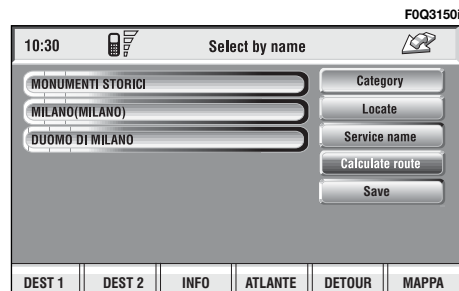 F0Q3150i
10:30 Select by name
MONUMENTI STORICI
MILANO(MILANO)
DUOMO DI MILANO
Category
Locate
Service name
Calculate route
Save
DEST 1 DEST 2 INFO ATLANTE DETOUR MAPPA